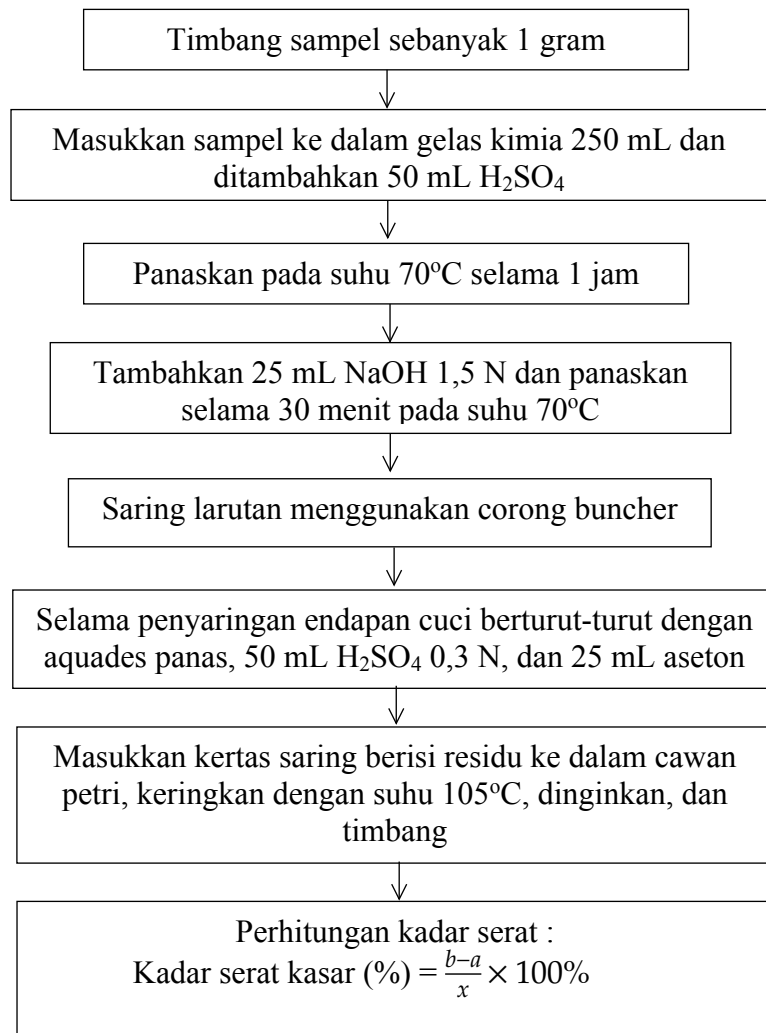 Timbang sampel sebanyak 1 gram
Masukkan sampel ke dalam gelas kimia 250 mL dan
ditambahkan 50 mL H₂SO₄
Panaskan pada suhu 70ºC selama 1 jam
Tambahkan 25 mL NaOH 1,5 N dan panaskan
selama 30 menit pada suhu 70ºC
Saring larutan menggunakan corong buncher
Selama penyaringan endapan cuci berturut-turut dengan
aquades panas, 50 mL H₂SO₄ 0,3 N, dan 25 mL aseton
Masukkan kertas saring berisi residu ke dalam cawan
petri, keringkan dengan suhu 105ºC, dinginkan, dan
timbang
Perhitungan kadar serat :
Kadar serat kasar (%) = \frac{b-a}{x} × 100%